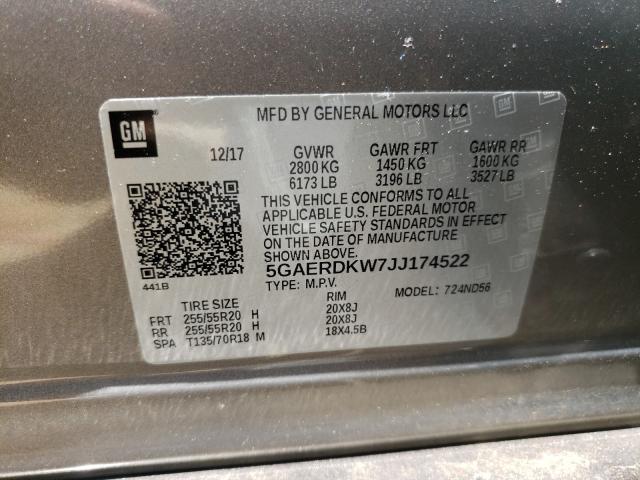 GM
MFD BY GENERAL MOTORS LLC
12/17 GVWR GAWR FRT GAWR RR
2800 KG 1450 KG 1600 KG
6173 LB 3196 LB 3527 LB
THIS VEHICLE CONFORMS TO ALL
APPLICABLE U.S. FEDERAL MOTOR
VEHICLE SAFETY STANDARDS IN EFFECT
ON THE DATE OF MANUFACTURE
SHOWN ABOVE.
5GAERDKW7JJ174522
441B TYPE: M.P.V. MODEL: 724ND56
TIRE SIZE RIM
FRT 255/55R20 H 20X8J
RR 255/55R20 H 20X8J
SPA T135/70R18 M 18X4.5B